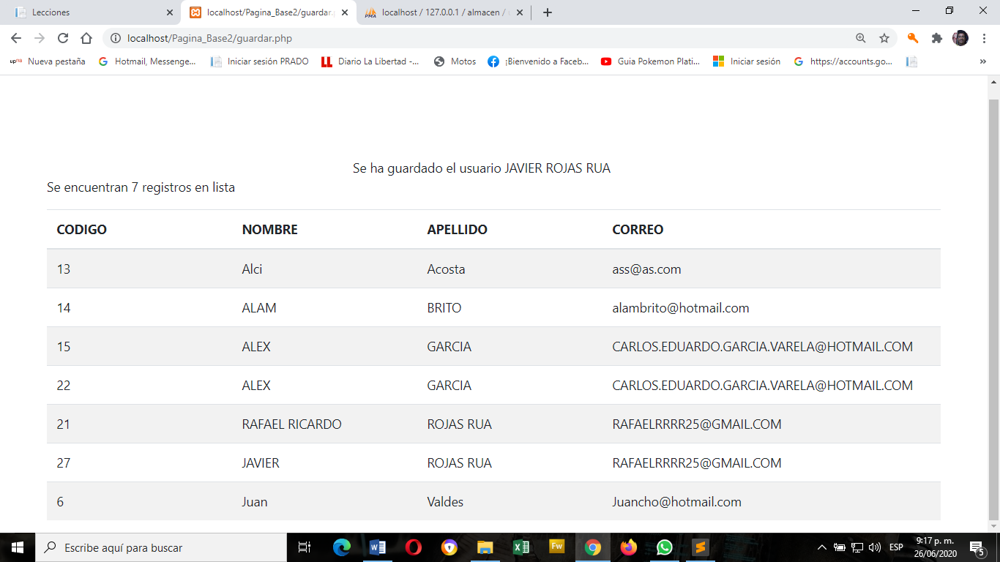 Lecciones
localhost/Pagina_Base2/guardar.p
localhost / 127.0.0.1 / almacen /
localhost/Pagina_Base2/guardar.php
upna Nueva pestaña
Hotmail, Messenge...
Iniciar sesión PRADO
LL Diario La Libertad -...
Motos
¡Bienvenido a Faceb...
Guia Pokemon Plati...
Iniciar sesión
https://accounts.go...
»
Se ha guardado el usuario JAVIER ROJAS RUA
Se encuentran 7 registros en lista
CODIGO NOMBRE APELLIDO CORREO
13 Alci Acosta ass@as.com
14 ALAM BRITO alambrito@hotmail.com
15 ALEX GARCIA CARLOS.EDUARDO.GARCIA.VARELA@HOTMAIL.COM
22 ALEX GARCIA CARLOS.EDUARDO.GARCIA.VARELA@HOTMAIL.COM
21 RAFAEL RICARDO ROJAS RUA RAFAELRRRR25@GMAIL.COM
27 JAVIER ROJAS RUA RAFAELRRRR25@GMAIL.COM
6 Juan Valdes Juancho@hotmail.com
Escribe aquí para buscar
Fw
ESP
9:17 p. m.
26/06/2020
5